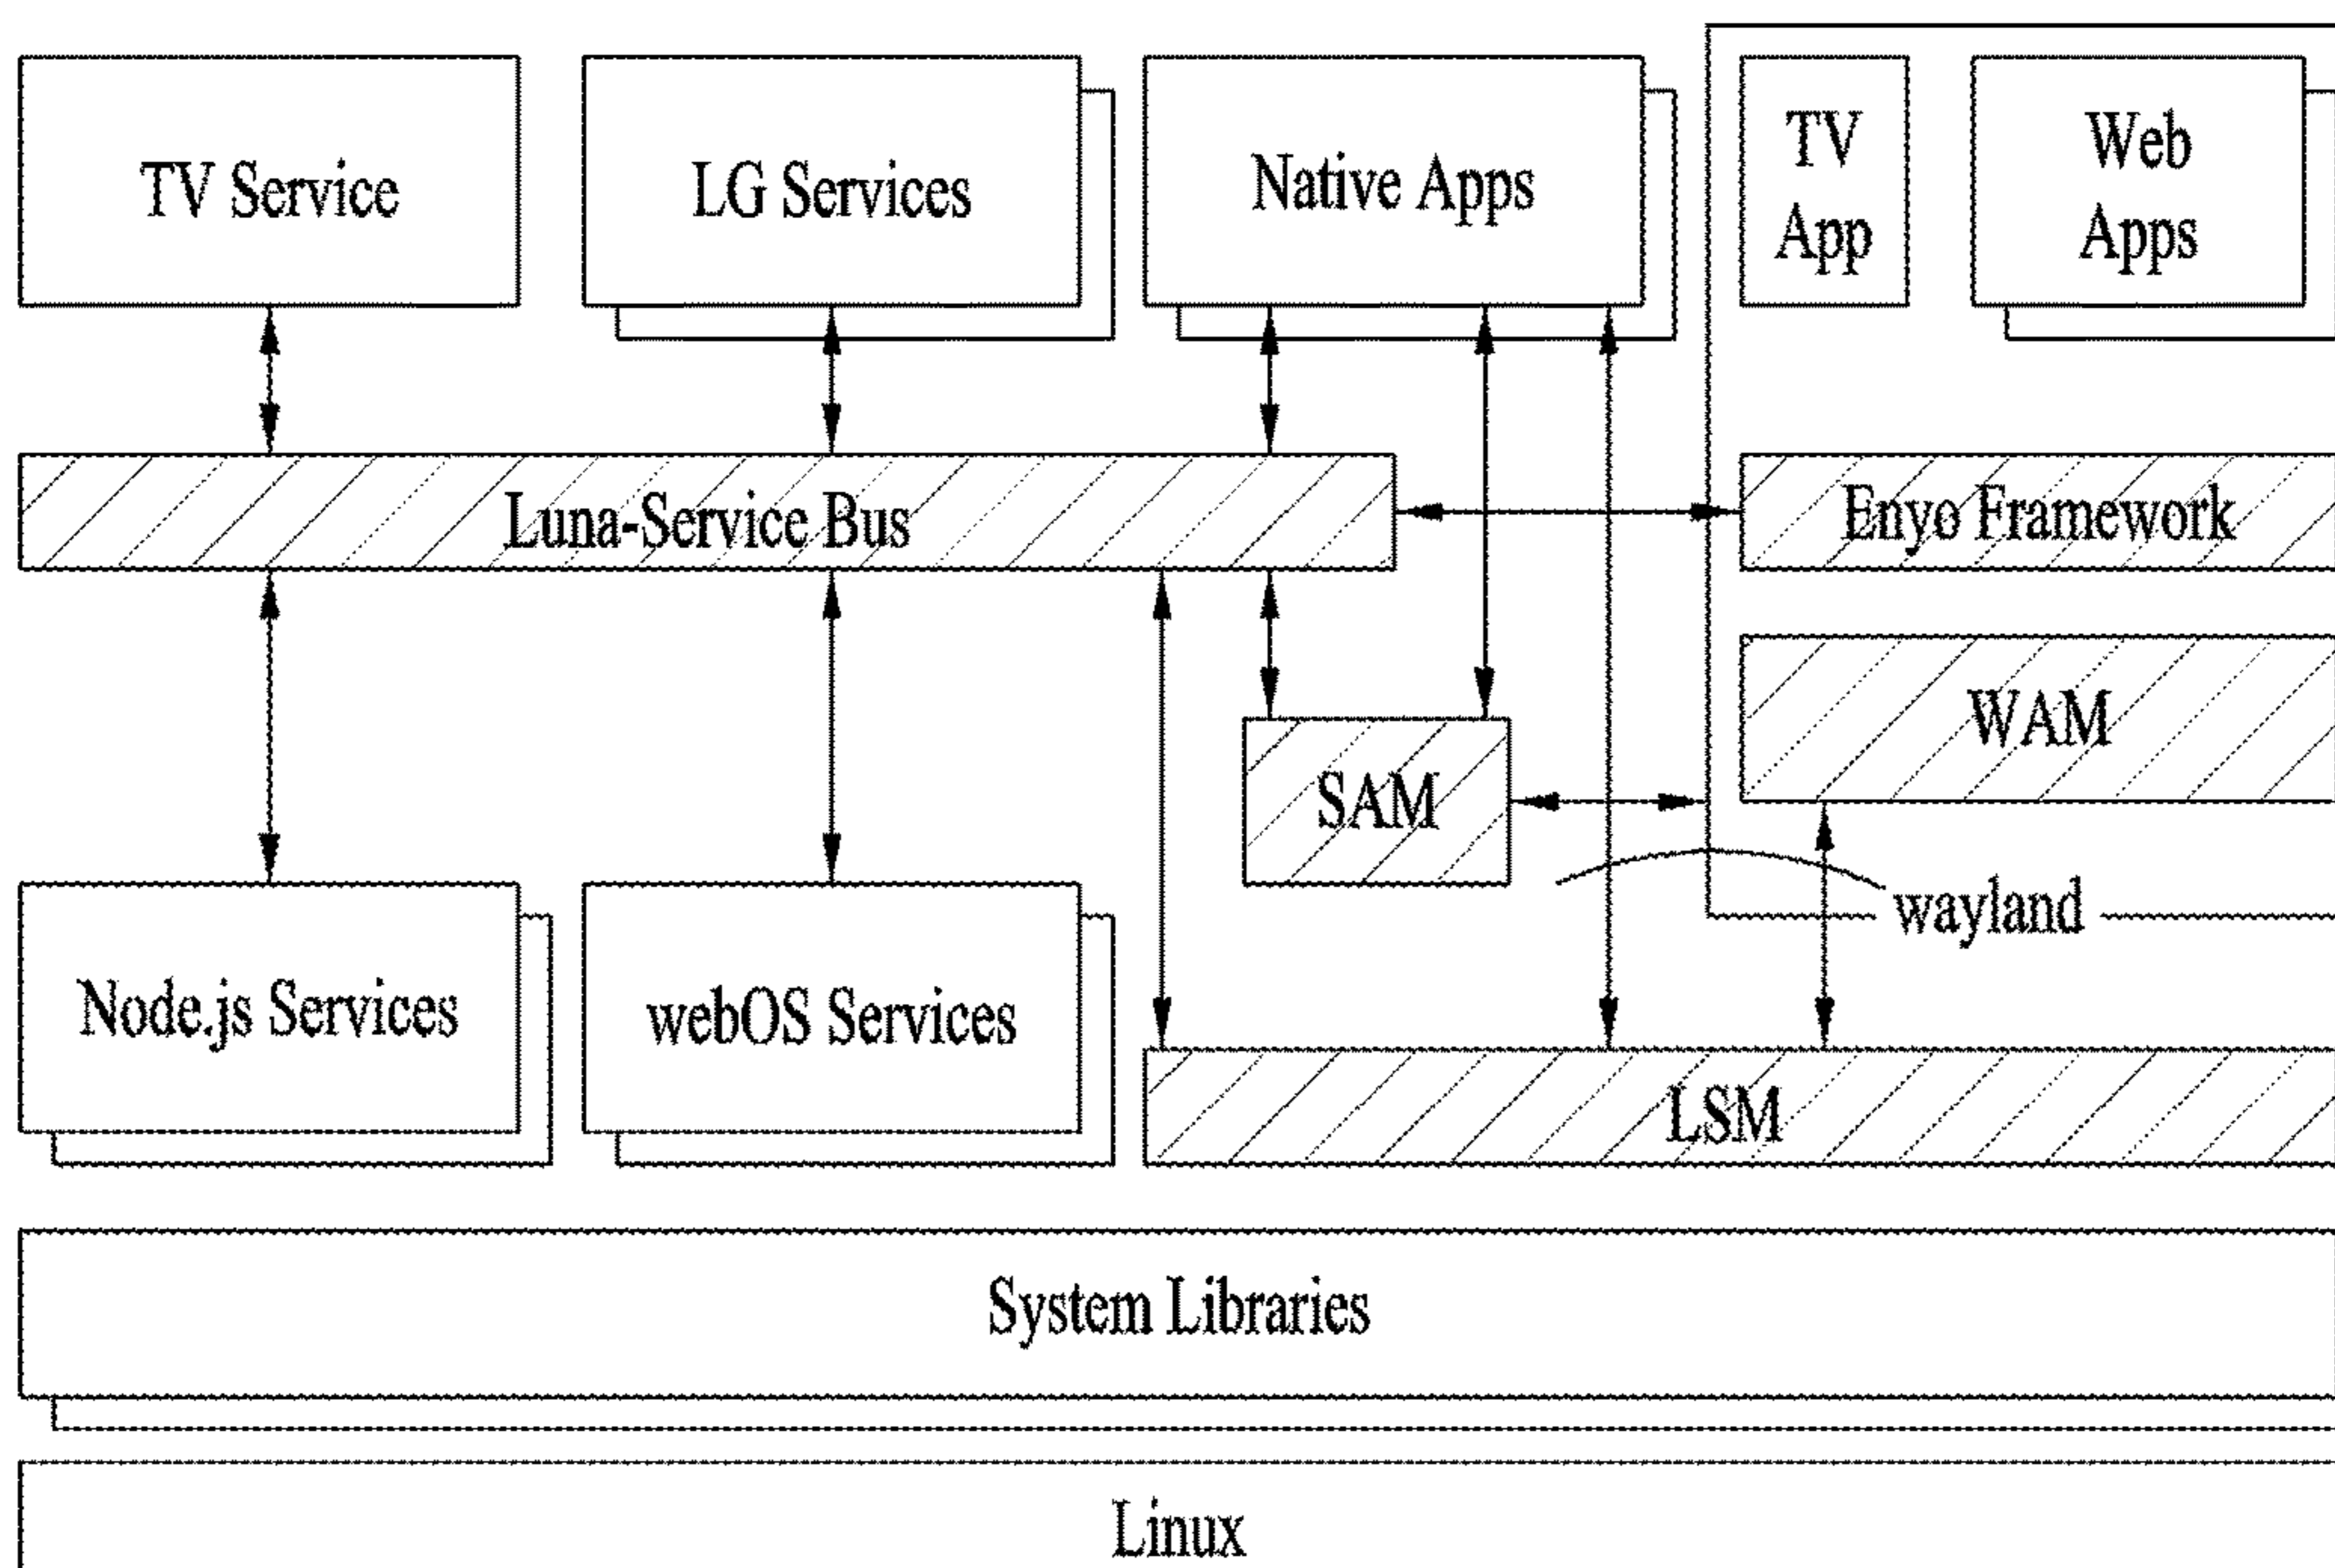 TV Service
LG Services
Native Apps
TV
App
Web
Apps
Luna-Service Bus
Enyo Framework
WAM
SAM
wayland
Node.js Services
webOS Services
LSM
System Libraries
Linux